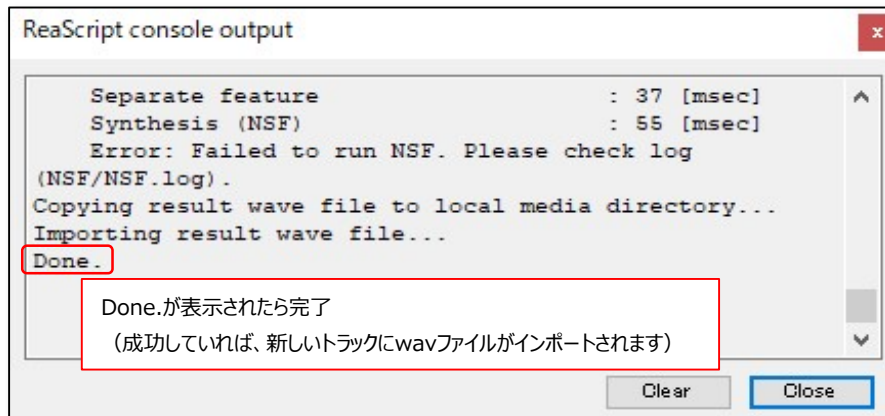 ReaScript console output
x
Separate feature : 37 [msec]
Synthesis (NSF) : 55 [msec]
Error: Failed to run NSF. Please check log
(NSF/NSF.log).
Copying result wave file to local media directory...
Importing result wave file...
Done.
Done.が表示されたら完了
（成功していれば、新しいトラックにwavファイルがインポートされます）
Clear
Close